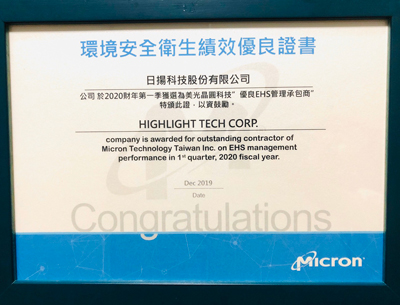 環境安全衛生績效優良證書
日揚科技股份有限公司
公司 於2020財年第一季獲選為美光晶圓科技"優良EHS管理承包商"
特頒此證，以資鼓勵。
HIGHLIGHT TECH CORP.
company is awarded for outstanding contractor of
Micron Technology Taiwan Inc. on EHS management
performance in 1st quarter, 2020 fiscal year.
Dec 2019
Date
Congratulations
Micron